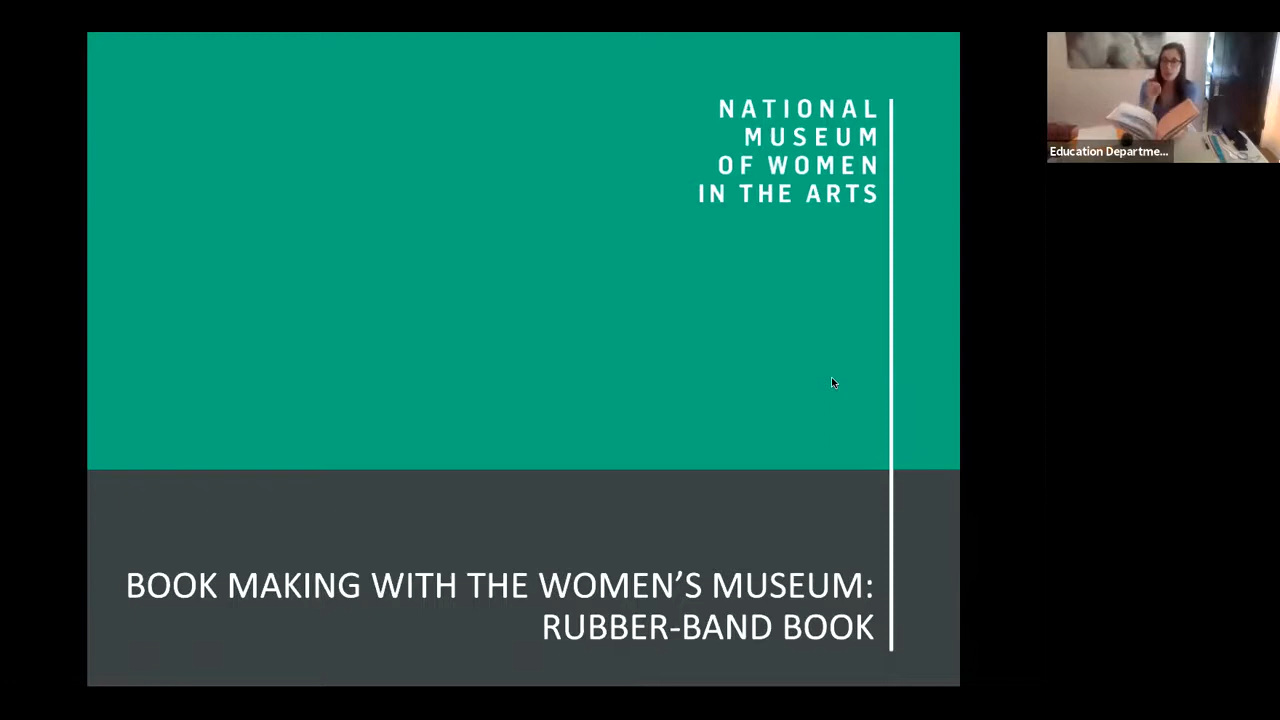 NATIONAL
MUSEUM
OF WOMEN
IN THE ARTS
Education Departme...
BOOK MAKING WITH THE WOMEN'S MUSEUM:
RUBBER-BAND BOOK